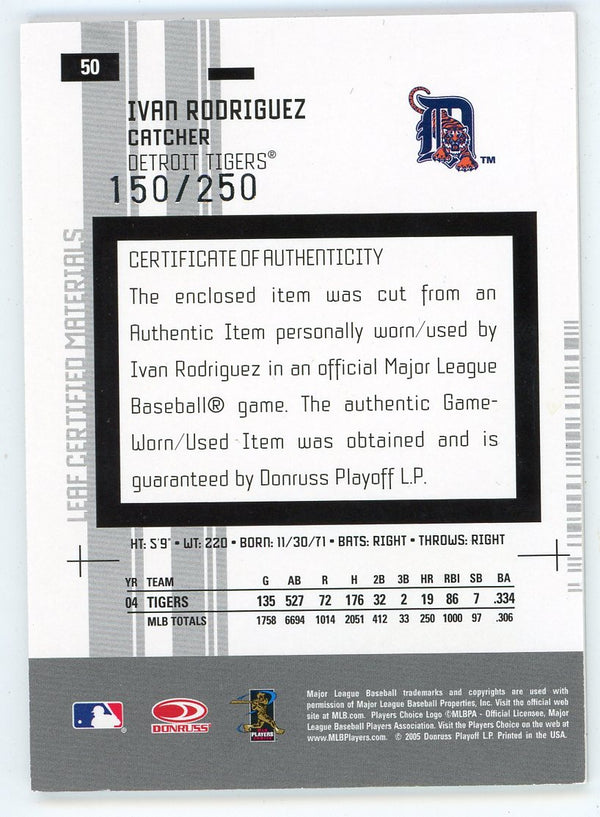 50
IVAN RODRIGUEZ
CATCHER
DETROIT TIGERS®
150/250
D TM
LEAF CERTIFIED MATERIALS
CERTIFICATE OF AUTHENTICITY
The enclosed item was cut from an
Authentic Item personally worn/used by
Ivan Rodriguez in an official Major League
Baseball® game. The authentic Game-
Worn/Used Item was obtained and is
guaranteed by Donruss Playoff L.P.
HT: 5'9" • WT: 220 • BORN: 11/30/71 • BATS: RIGHT • THROWS: RIGHT
YR TEAM G AB R H 2B 3B HR RBI SB BA
04 TIGERS 135 527 72 176 32 2 19 86 7 .334
MLB TOTALS 1758 6694 1014 2051 412 33 250 1000 97 .306
DONRUSS
PLAYERS
Major League Baseball trademarks and copyrights are used with
permission of Major League Baseball Properties, Inc. Visit the official web
site at MLB.com. Players Choice Logo ©MLBPA - Official Licensee, Major
League Baseball Players Association. Visit the Players Choice on the web at
www.MLBPlayers.com. © 2005 Donruss Playoff L.P. Printed in the USA.